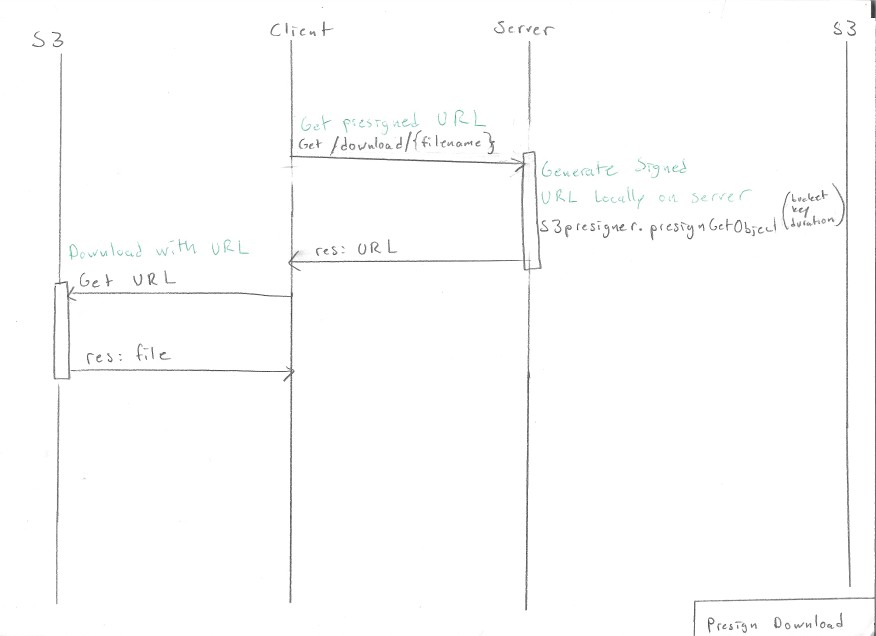 S3
Client
Server
S3
Get presigned URL
Get /download/{filename}
Generate Signed
URL Locally on server
S3presigner.presignGetObject (bucket
key
duration)
res: URL
Download with URL
Get URL
res: file
Presign Download